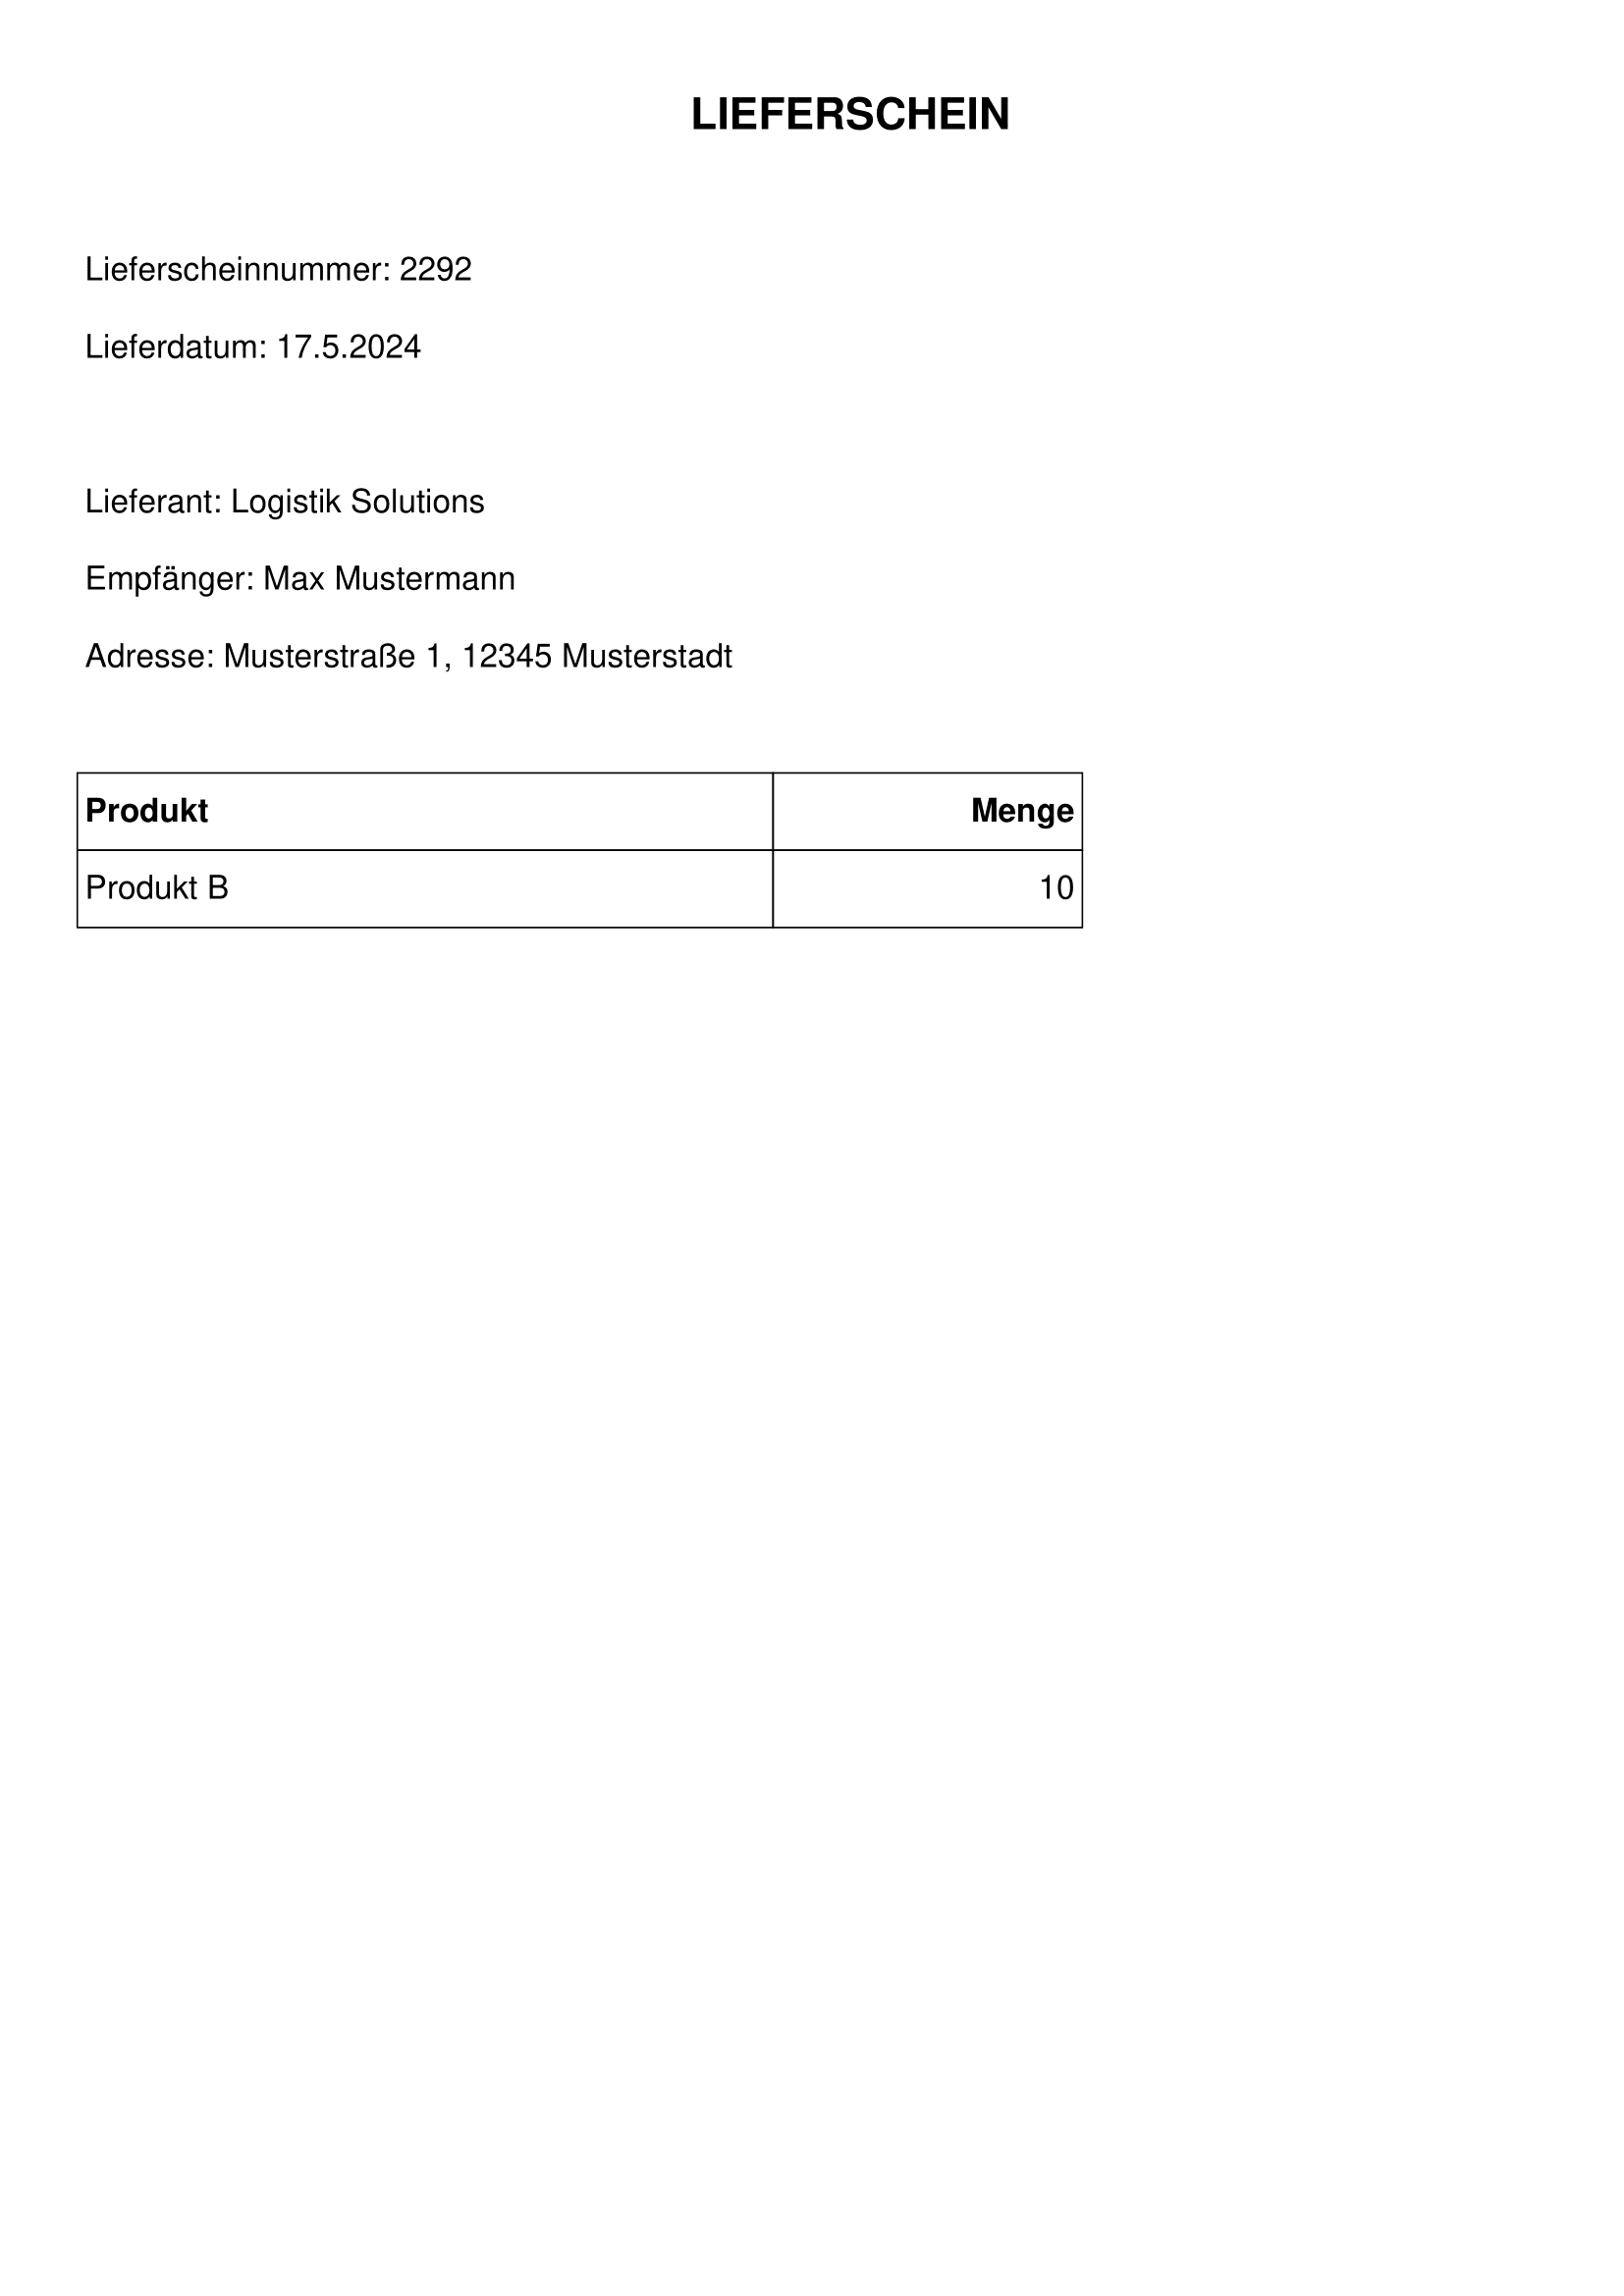 LIEFERSCHEIN
Lieferscheinnummer: 2292
Lieferdatum: 17.5.2024
Lieferant: Logistik Solutions
Empfänger: Max Mustermann
Adresse: Musterstraße 1, 12345 Musterstadt
Produkt Menge
Produkt B 10